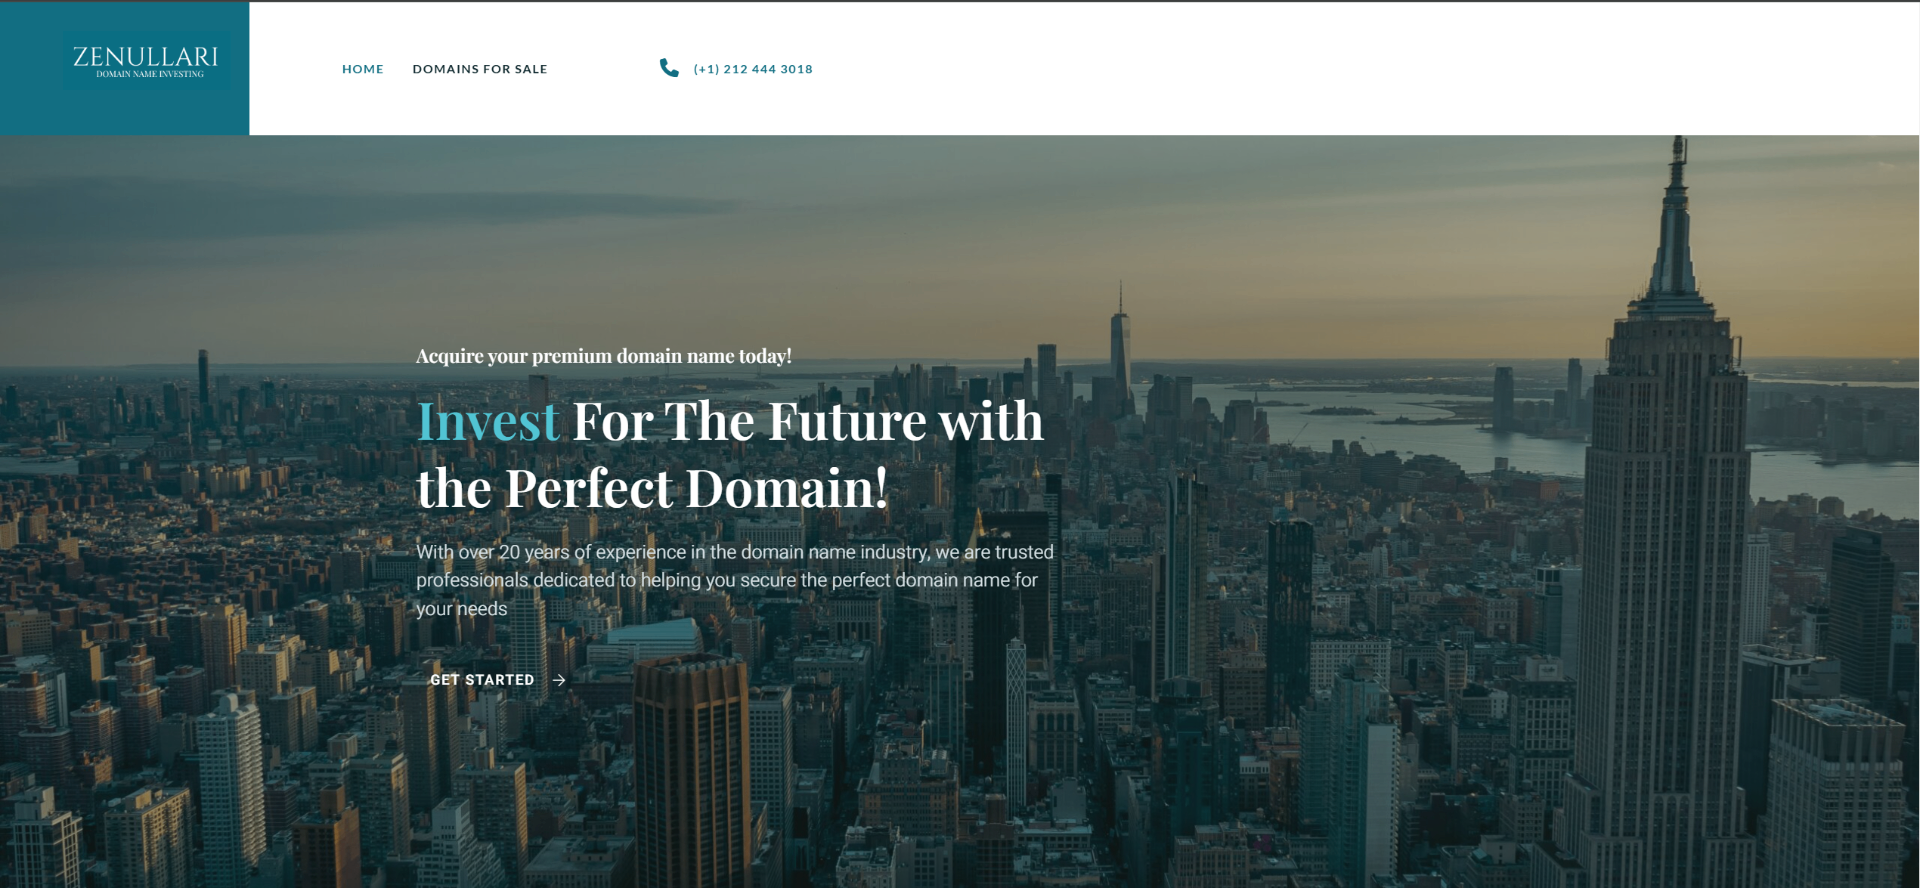 ZENULLARI
DOMAIN NAME INVESTING
HOME
DOMAINS FOR SALE
(+1) 212 444 3018
Acquire your premium domain name today!
Invest For The Future with
the Perfect Domain!
With over 20 years of experience in the domain name industry, we are trusted
professionals dedicated to helping you secure the perfect domain name for
your needs
GET STARTED →